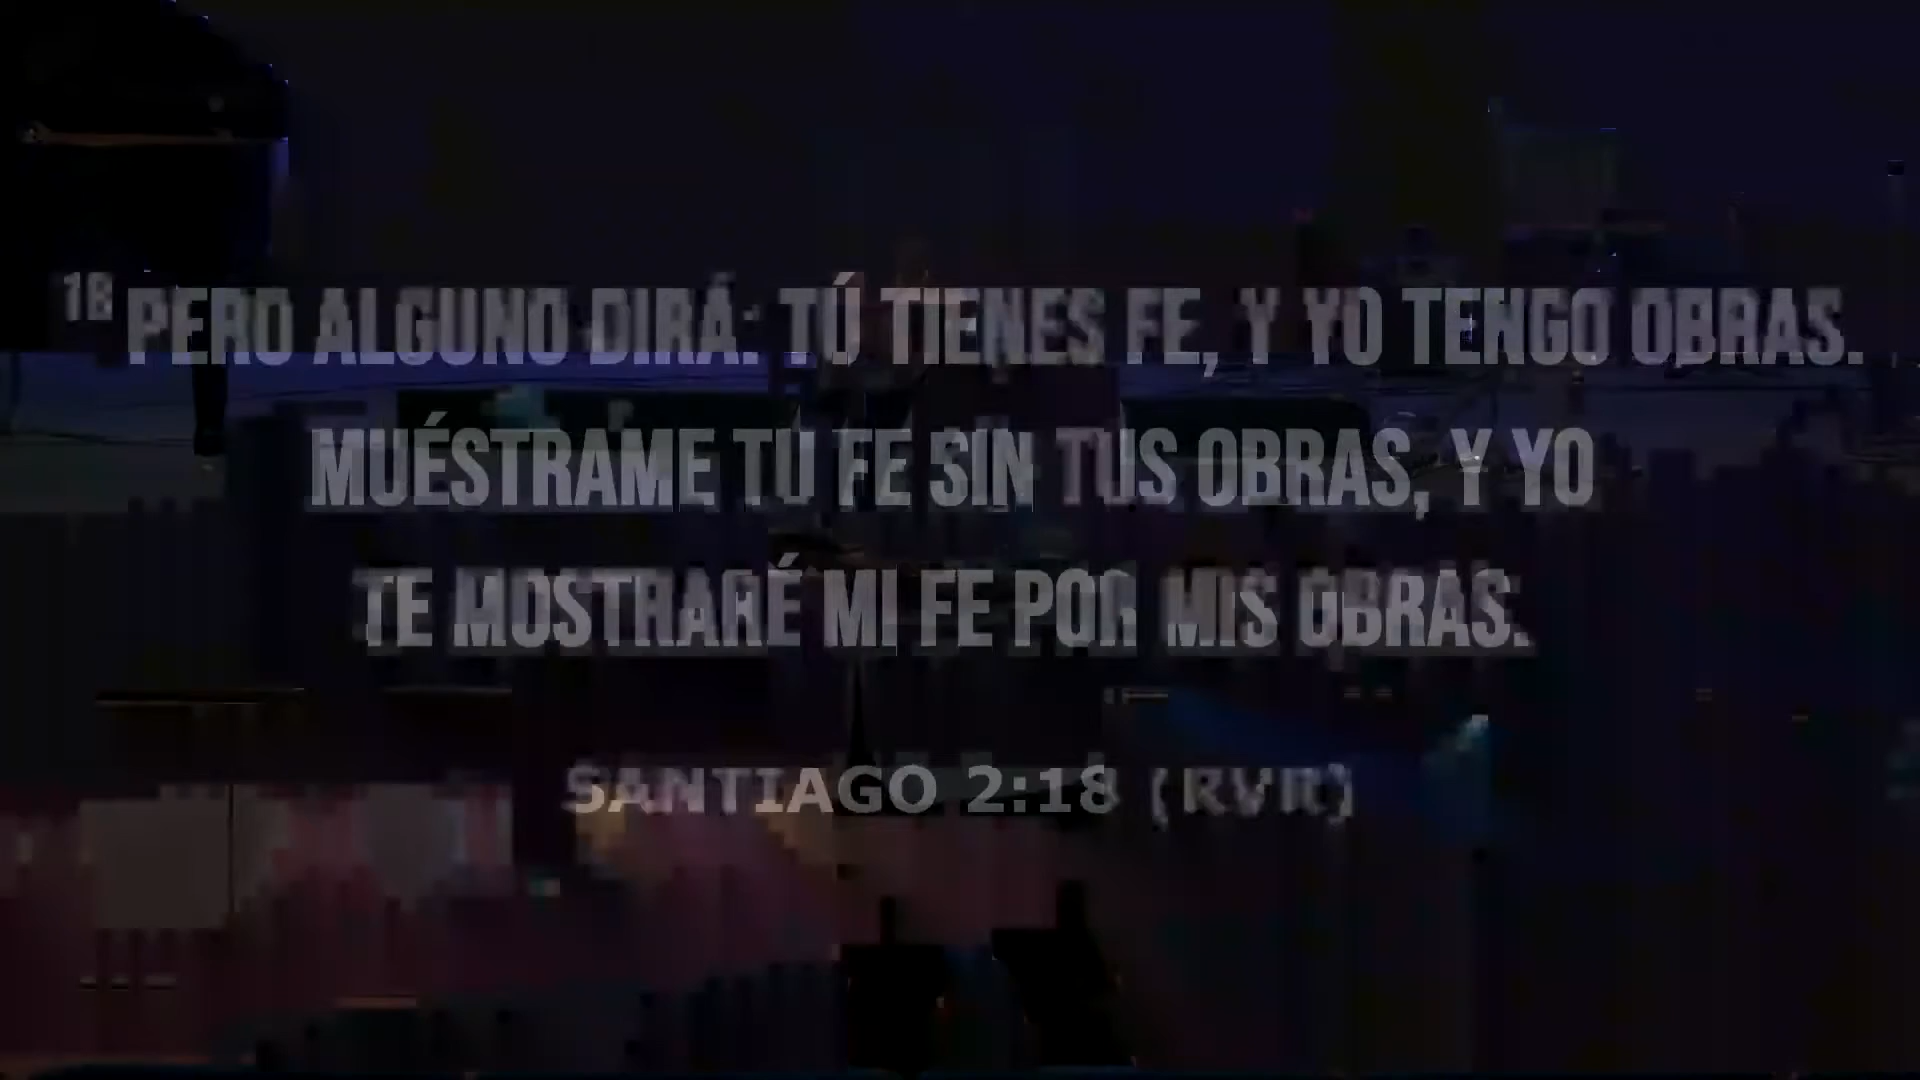 18 PERO ALGUNO DIRÁ: TÚ TIENES FE, Y YO TENGO OBRAS.
MUÉSTRAME TU FE SIN TUS OBRAS, Y YO
TE MOSTRARÉ MI FE POR MIS OBRAS.
SANTIAGO 2:18 (RVR)